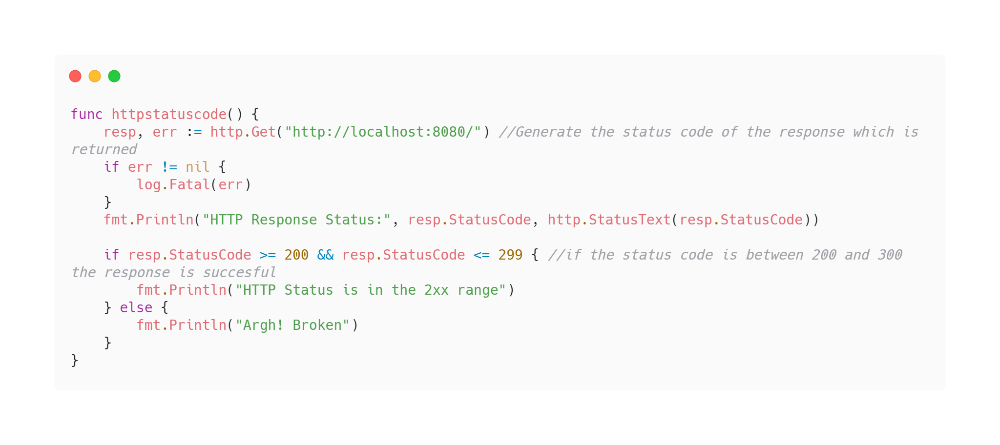 func httpstatuscode() {
    resp, err := http.Get("http://localhost:8080/") //Generate the status code of the response which is
returned
    if err != nil {
        log.Fatal(err)
    }
    fmt.Println("HTTP Response Status:", resp.StatusCode, http.StatusText(resp.StatusCode))

    if resp.StatusCode >= 200 && resp.StatusCode <= 299 { //if the status code is between 200 and 300
the response is succesful
        fmt.Println("HTTP Status is in the 2xx range")
    } else {
        fmt.Println("Argh! Broken")
    }
}